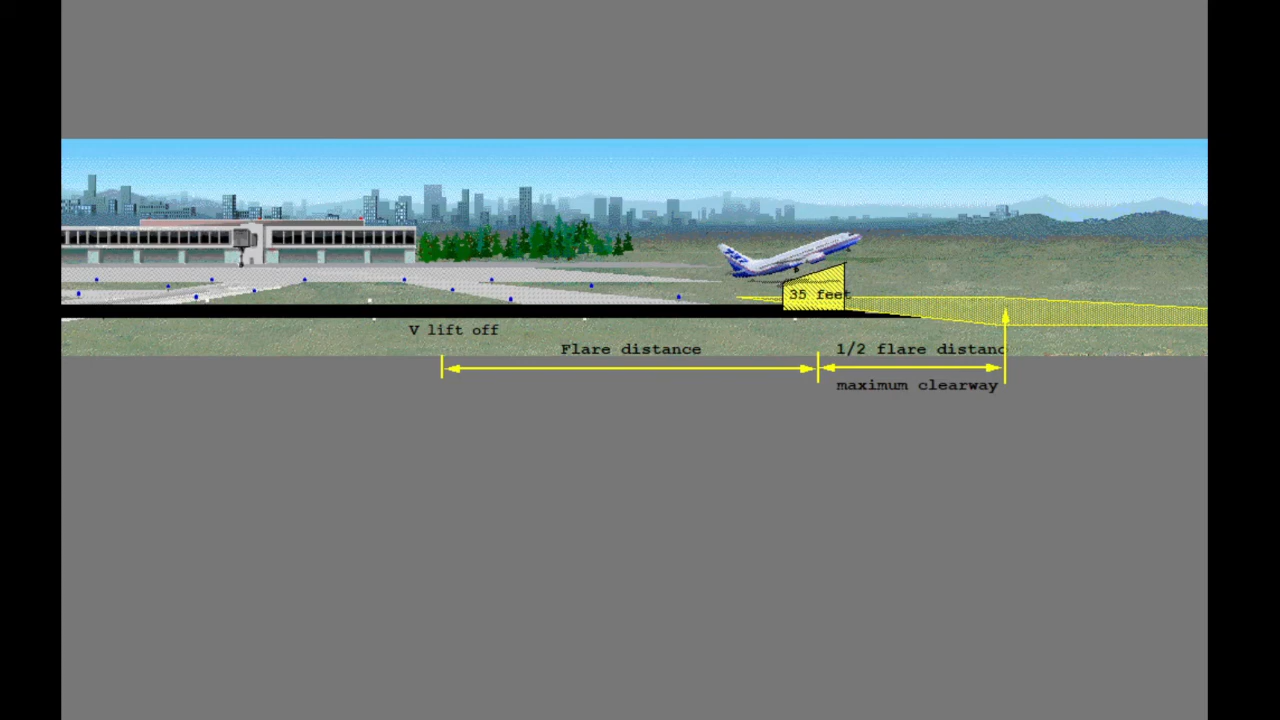 35 feet
V lift off
Flare distance
1/2 flare distanc
maximum clearway